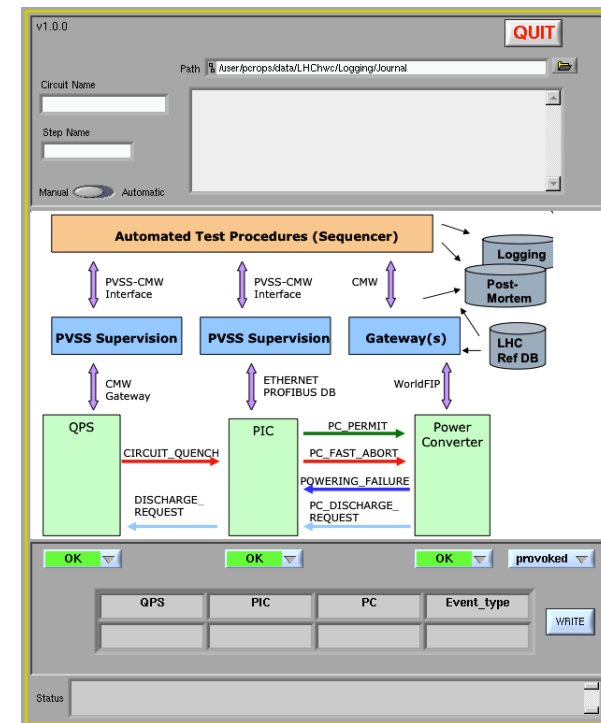 v1.0.0
QUIT
Path /user/pcrops/data/LHChwc/Logging/Journal
Circuit Name
Step Name
Manual Automatic
Automated Test Procedures (Sequencer)
Logging
Post-
Mortem
PVSS-CMW
Interface
PVSS-CMW
Interface
CMW
PVSS Supervision
PVSS Supervision
Gateway(s)
LHC
Ref DB
CMW
Gateway
ETHERNET
PROFIBUS DB
WorldFIP
QPS
PIC
Power
Converter
CIRCUIT_QUENCH
PC_PERMIT
PC_FAST_ABORT
POWERING_FAILURE
DISCHARGE_
REQUEST
PC_DISCHARGE_
REQUEST
OK OK OK provoked
QPS PIC PC Event_type
WRITE
Status